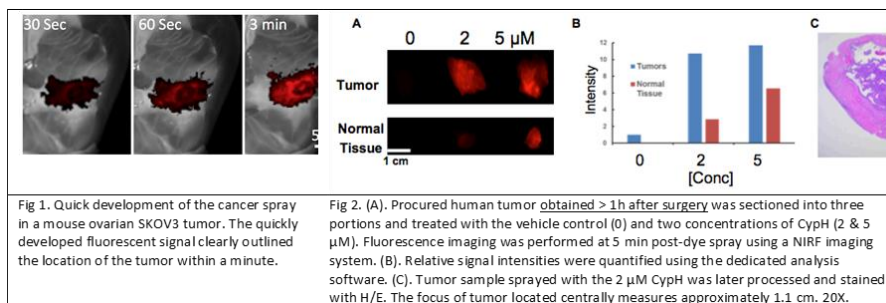 30 Sec
60 Sec
3 min
A
0
2
5 µM
Tumor
Normal
Tissue
1 cm
B
12
10
8
6
4
2
0
Intensity
Tumors
Normal
Tissue
0
2
5
[Conc]
C
Fig 1. Quick development of the cancer spray
in a mouse ovarian SKOV3 tumor. The quickly
developed fluorescent signal clearly outlined
the location of the tumor within a minute.
Fig 2. (A). Procured human tumor obtained > 1h after surgery was sectioned into three
portions and treated with the vehicle control (0) and two concentrations of CypH (2 & 5
µM). Fluorescence imaging was performed at 5 min post-dye spray using a NIRF imaging
system. (B). Relative signal intensities were quantified using the dedicated analysis
software. (C). Tumor sample sprayed with the 2 µM CypH was later processed and stained
with H/E. The focus of tumor located centrally measures approximately 1.1 cm. 20X.